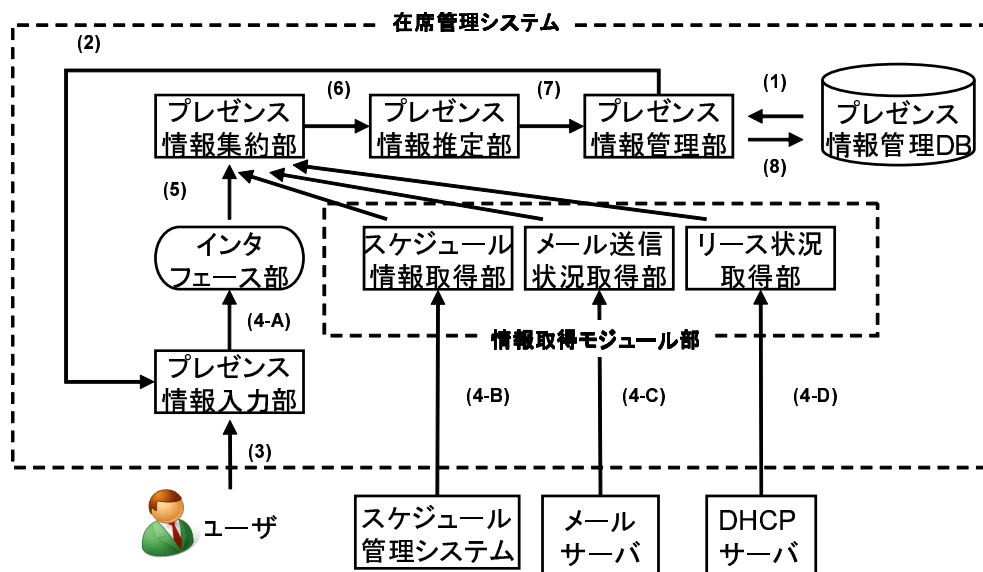 在席管理システム
(2)
(6)
(7)
(1)
プレゼンス
情報集約部
プレゼンス
情報推定部
プレゼンス
情報管理部
プレゼンス
情報管理DB
(8)
(5)
インタ
フェース部
スケジュール
情報取得部
メール送信
状況取得部
リース状況
取得部
情報取得モジュール部
(4-A)
プレゼンス
情報入力部
(4-B)
(4-C)
(4-D)
(3)
ユーザ
スケジュール
管理システム
メール
サーバ
DHCP
サーバ